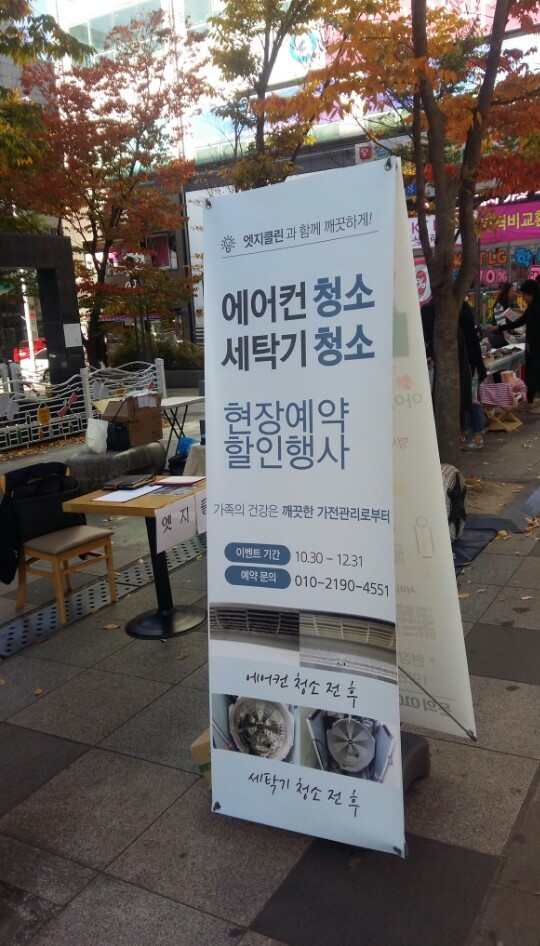 엣지클린과 함께 깨끗하게!
에어컨 청소
세탁기 청소
현장예약
할인행사
가족의 건강은 깨끗한 가전관리로부터
이벤트 기간 10.30 - 12.31
예약 문의 010-2190-4551
에어컨 청소 전 후
세탁기 청소 전 후
엣지